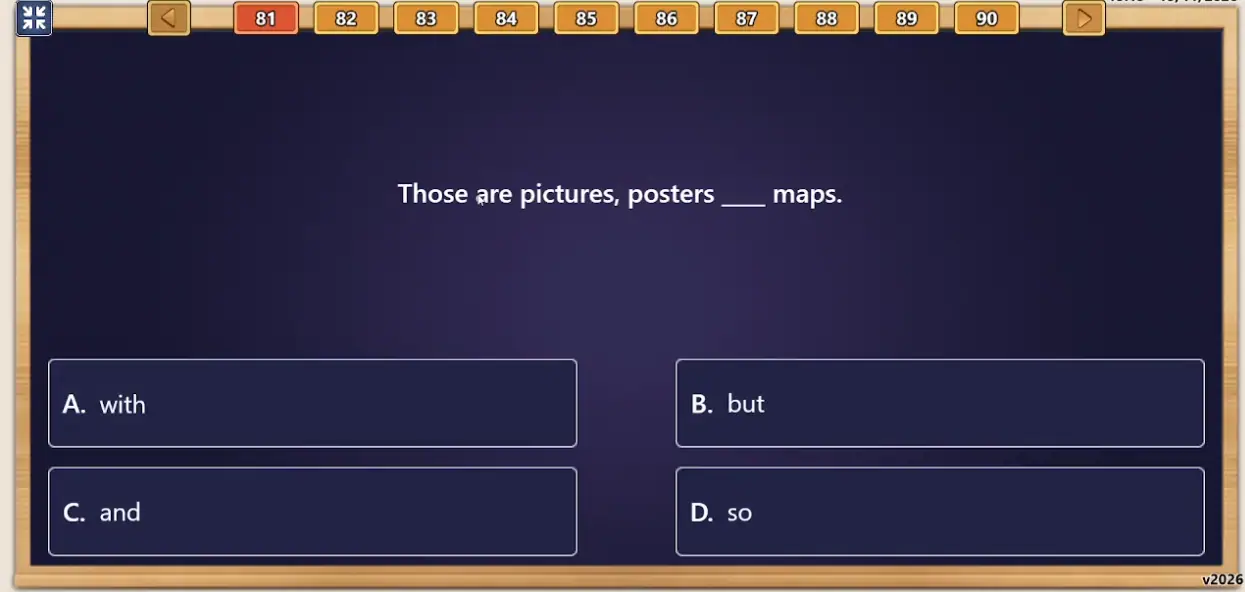 81 82 83 84 85 86 87 88 89 90
Those are pictures, posters ____ maps.
A. with
B. but
C. and
D. so
v2026